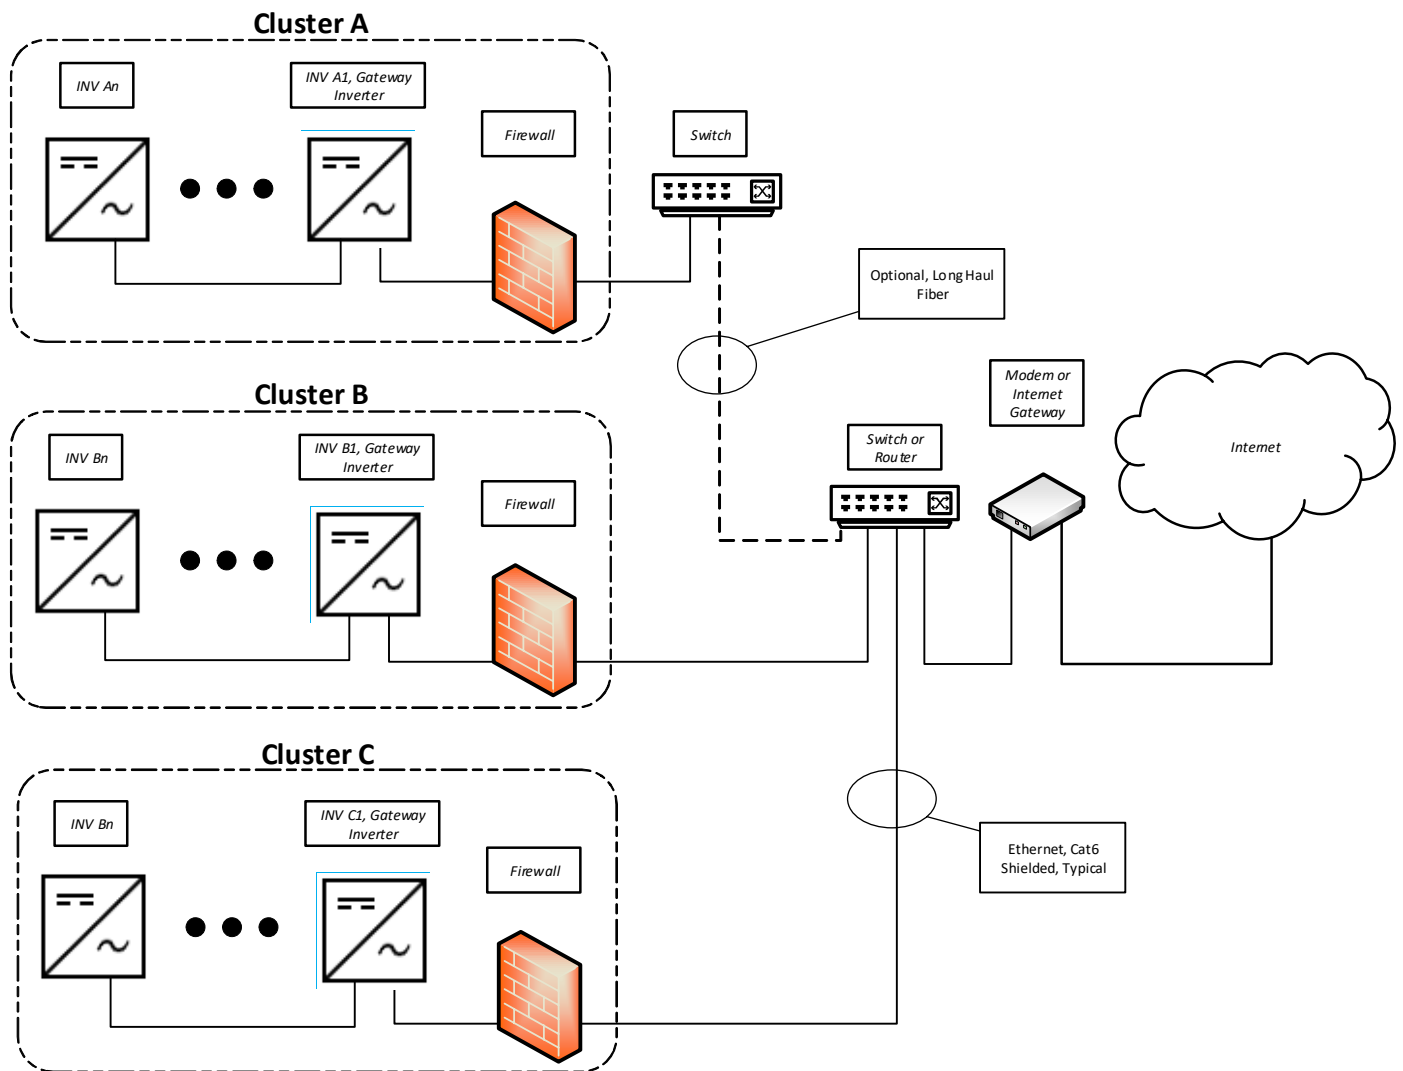 Cluster A
INV An
INV A1, Gateway
Inverter
Firewall
Switch
Optional, Long Haul
Fiber
Cluster B
INV Bn
INV B1, Gateway
Inverter
Firewall
Switch or
Router
Modem or
Internet
Gateway
Internet
Cluster C
INV Bn
INV C1, Gateway
Inverter
Firewall
Ethernet, Cat6
Shielded, Typical